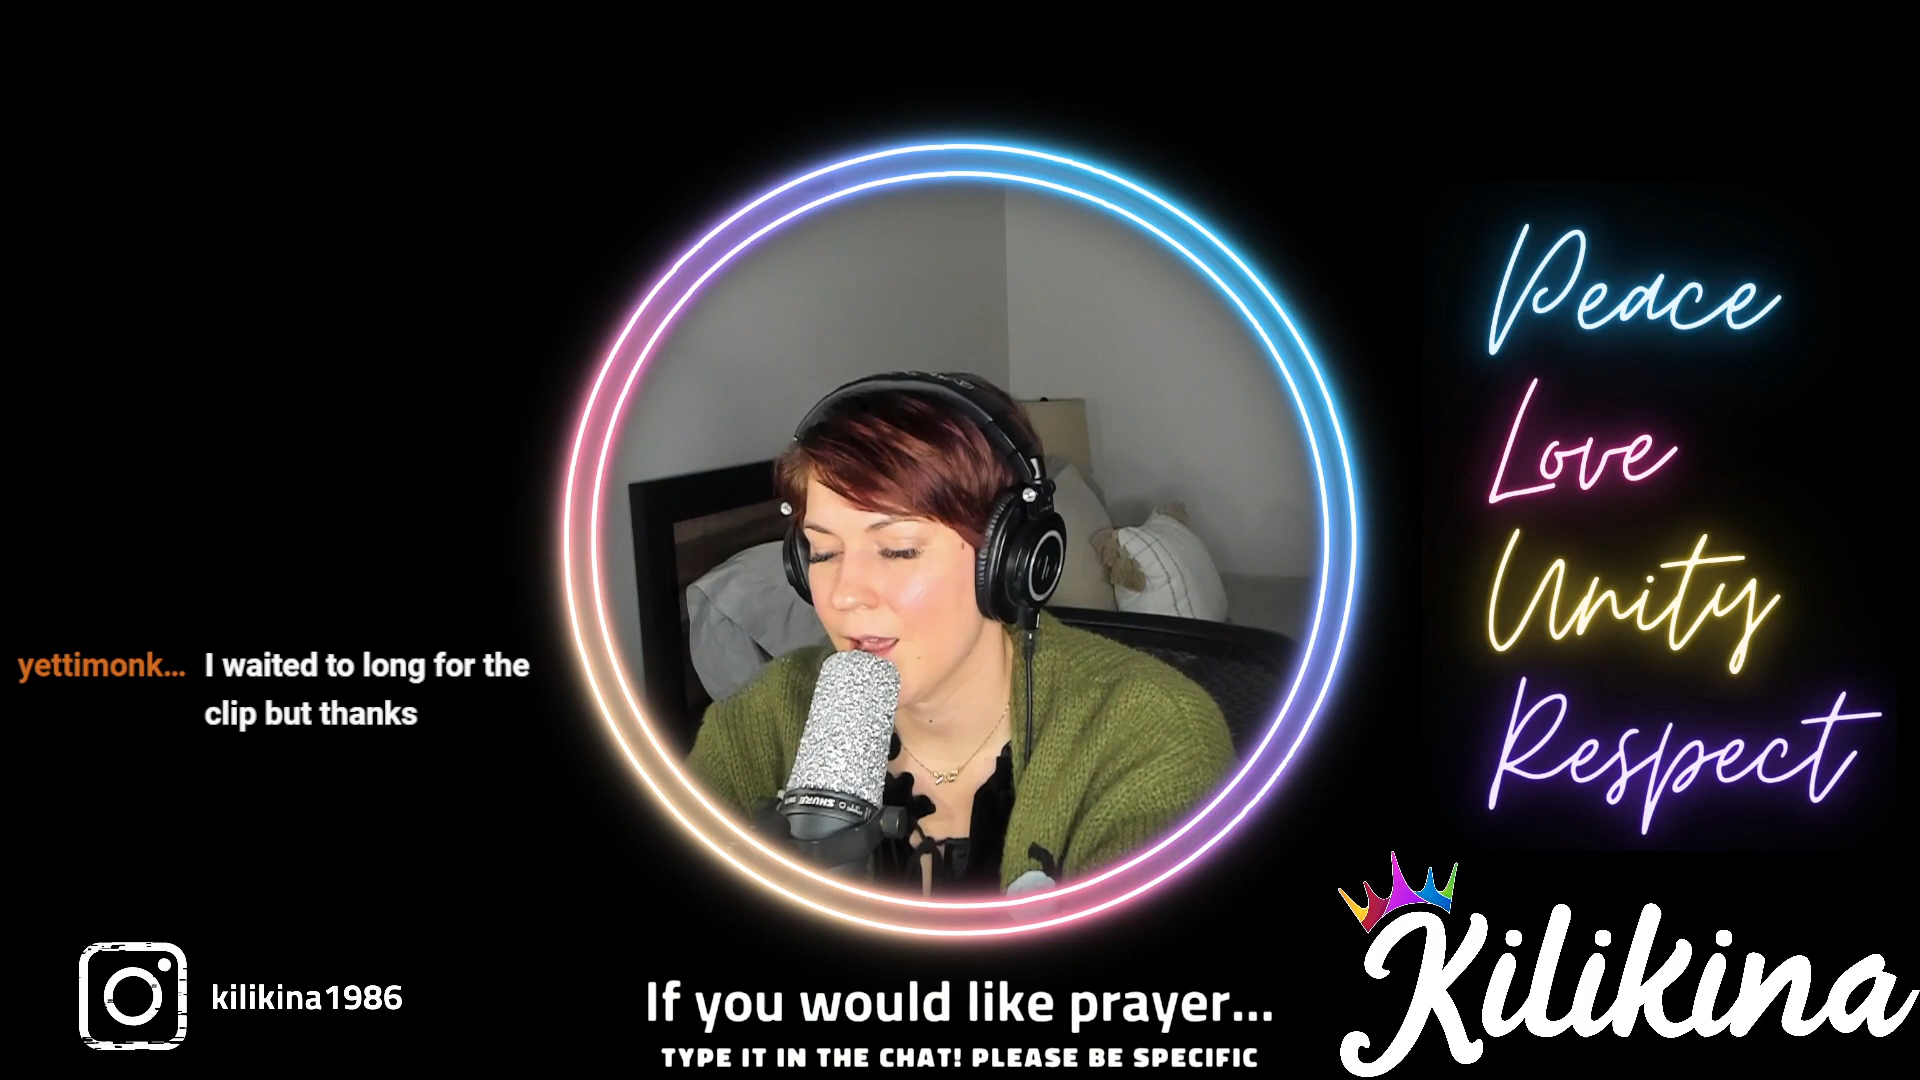 Peace
Love
Unity
Respect
yettimonk... I waited to long for the
clip but thanks
SHURE
Kilikina
kilikina1986
If you would like prayer...
TYPE IT IN THE CHAT! PLEASE BE SPECIFIC